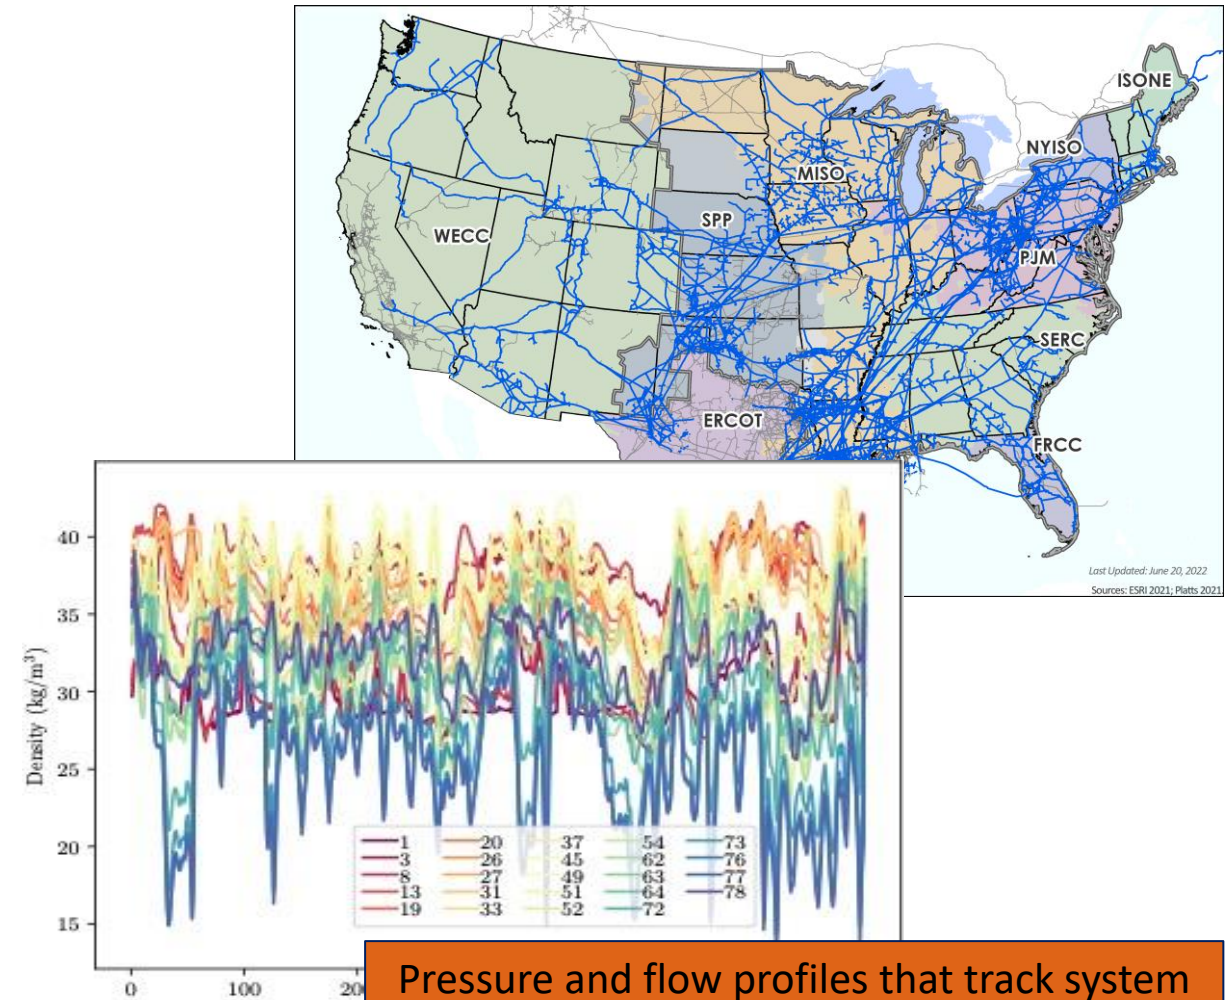 ISONE
NYISO
MISO
SPP
WECC
PJM
SERC
ERCOT
FRCC
Last Updated: June 20, 2022
Sources: ESRI 2021; Platts 2021
Density (kg/m³)
40
35
30
25
20
15
1 20 37 54 73
3 26 45 62 76
8 27 49 63 77
13 31 51 64 78
19 33 52 72
0 100 20
Pressure and flow profiles that track system